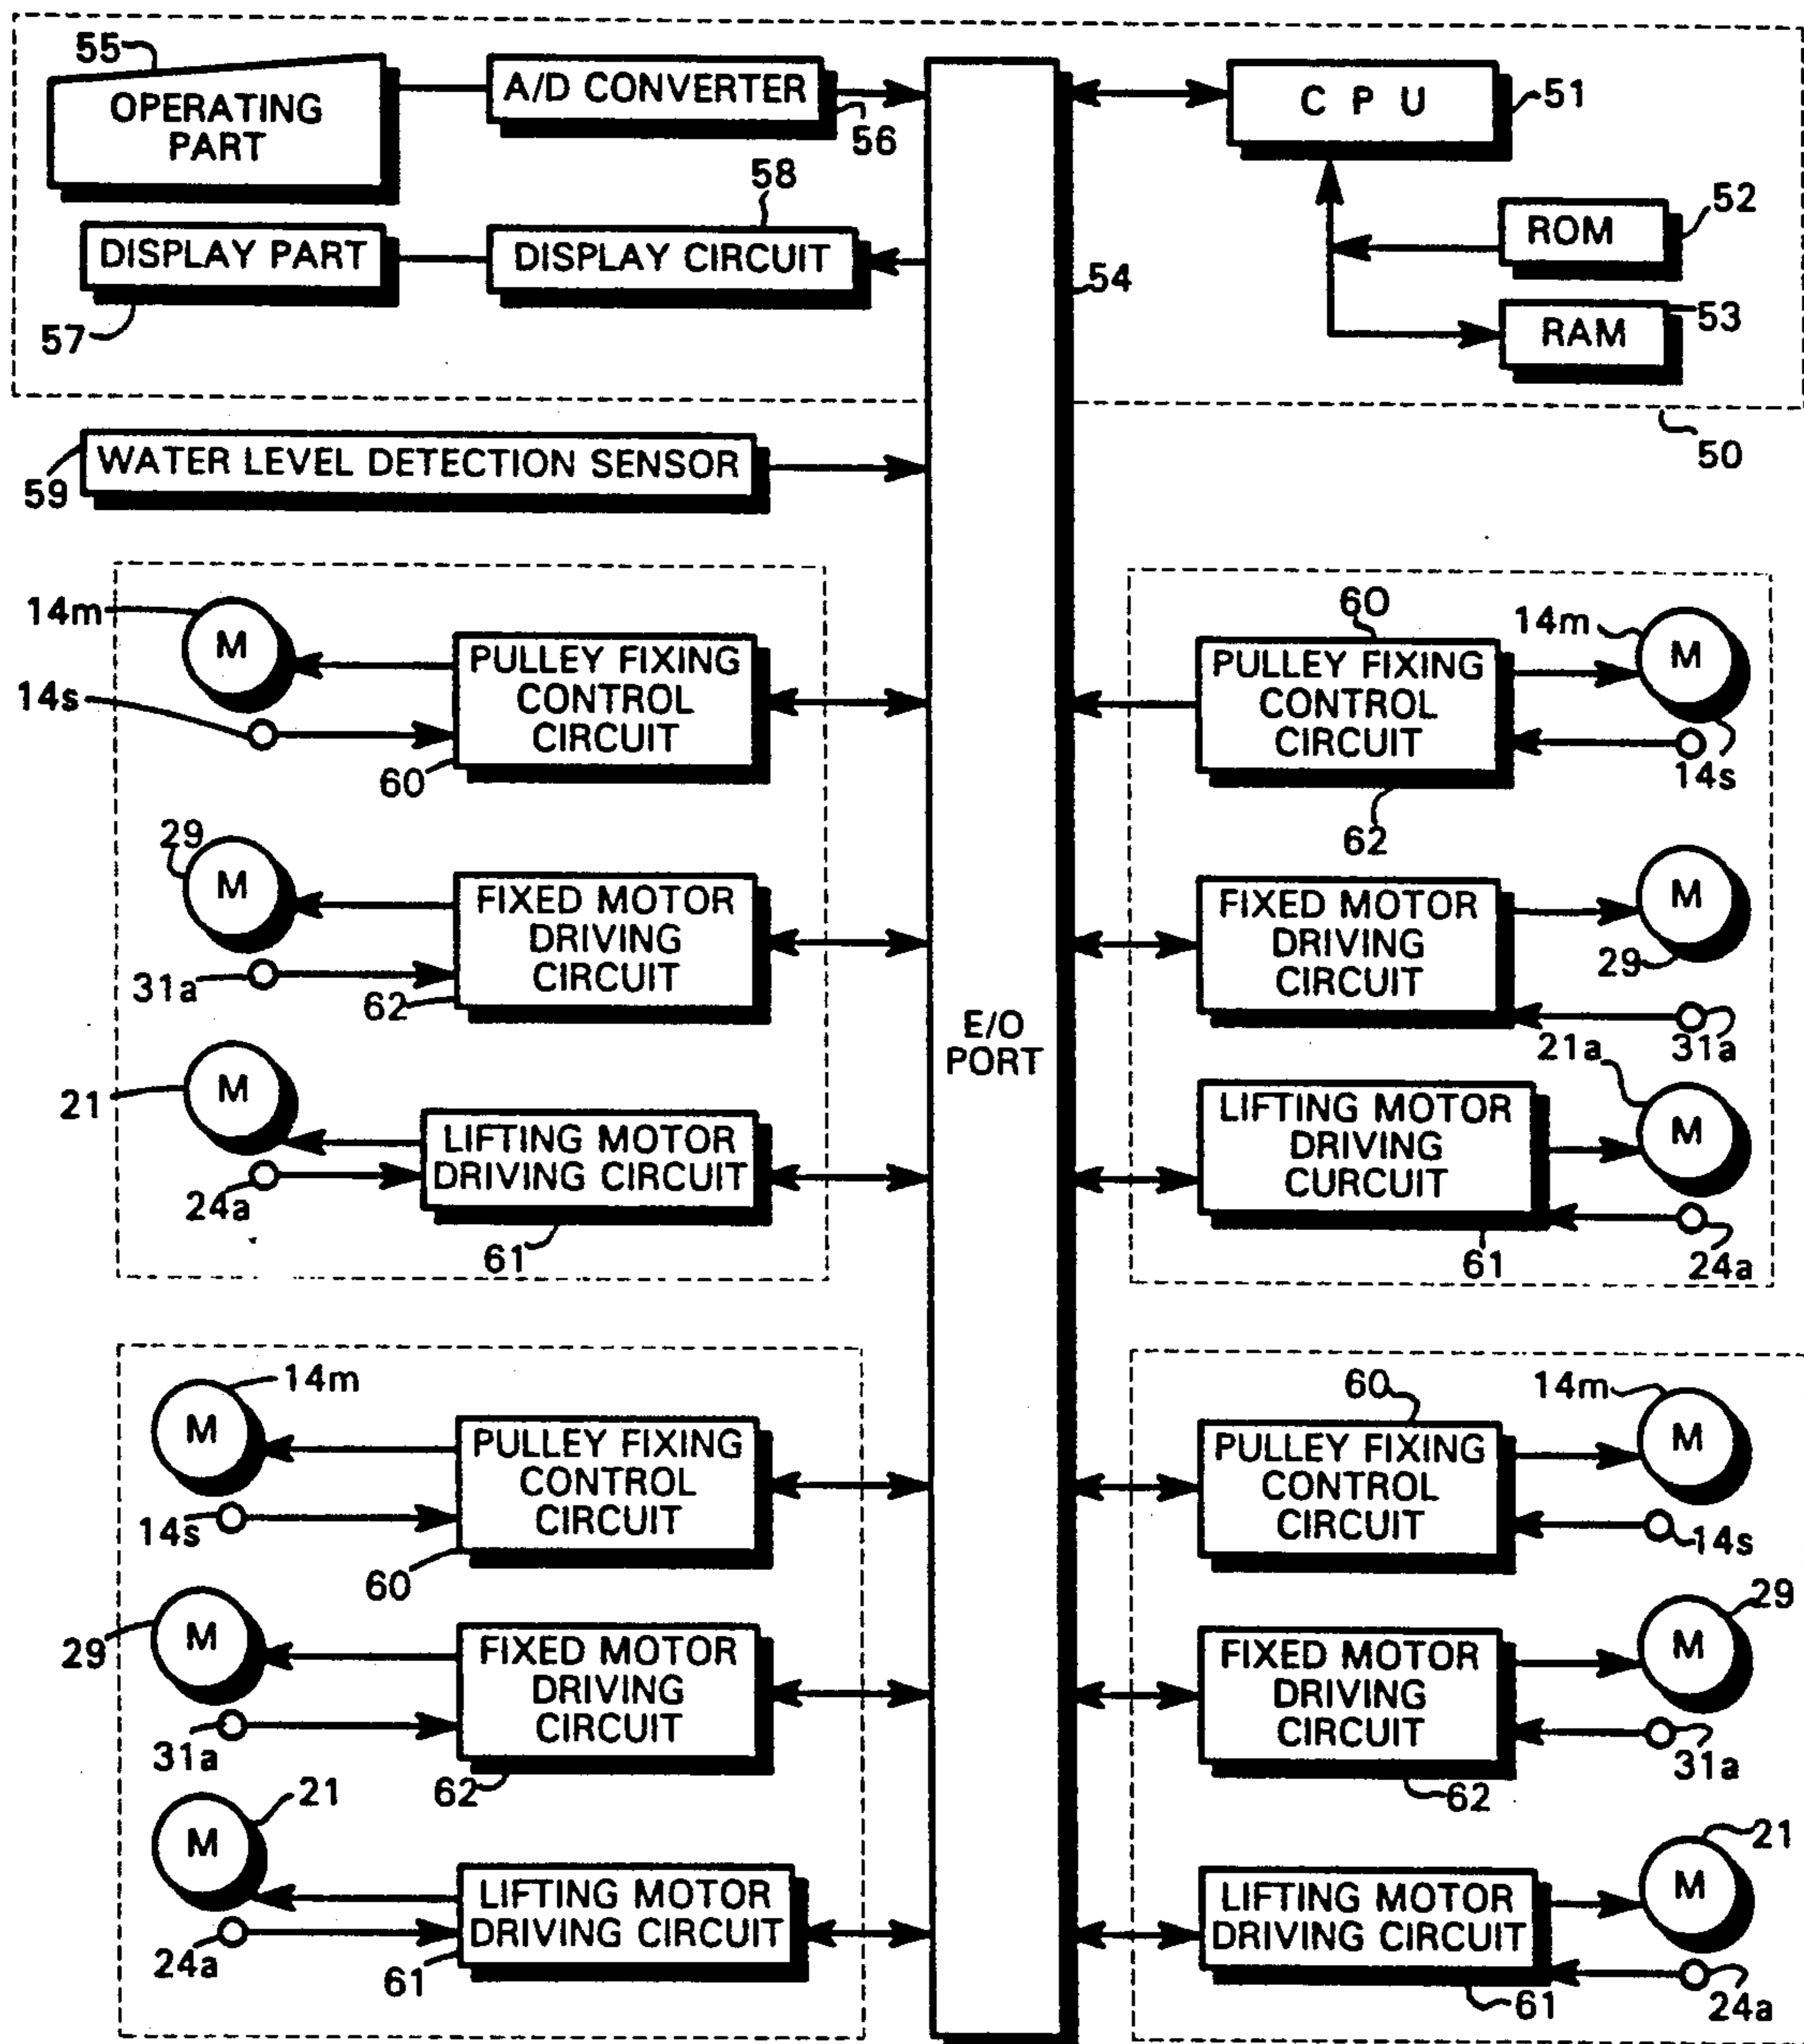 55
OPERATING
PART
A/D CONVERTER
56
58
DISPLAY PART
57
DISPLAY CIRCUIT
C P U
51
ROM
52
RAM
53
54
50
WATER LEVEL DETECTION SENSOR
59
E/O
PORT
14m
M
14s
PULLEY FIXING
CONTROL
CIRCUIT
60
29
M
31a
FIXED MOTOR
DRIVING
CIRCUIT
62
21
M
24a
LIFTING MOTOR
DRIVING CIRCUIT
61
60
PULLEY FIXING
CONTROL
CIRCUIT
62
14m
M
14s
FIXED MOTOR
DRIVING
CIRCUIT
M
29
31a
21a
LIFTING MOTOR
DRIVING
CURCUIT
61
M
24a
14m
M
14s
PULLEY FIXING
CONTROL
CIRCUIT
60
29
M
31a
FIXED MOTOR
DRIVING
CIRCUIT
62
21
M
24a
LIFTING MOTOR
DRIVING CIRCUIT
61
60
PULLEY FIXING
CONTROL
CIRCUIT
14m
M
14s
FIXED MOTOR
DRIVING
CIRCUIT
62
29
M
31a
LIFTING MOTOR
DRIVING CIRCUIT
61
21
M
24a